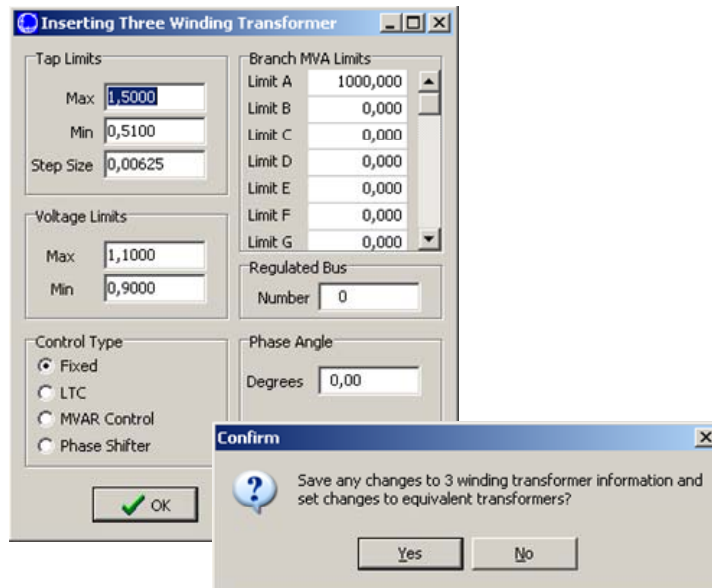 Inserting Three Winding Transformer
Tap Limits
Max 1,5000
Min 0,5100
Step Size 0,00625
Voltage Limits
Max 1,1000
Min 0,9000
Control Type
Fixed
LTC
MVAR Control
Phase Shifter
OK
Branch MVA Limits
Limit A 1000,000
Limit B 0,000
Limit C 0,000
Limit D 0,000
Limit E 0,000
Limit F 0,000
Limit G 0,000
Regulated Bus
Number 0
Phase Angle
Degrees 0,00
Confirm
Save any changes to 3 winding transformer information and
set changes to equivalent transformers?
Yes No